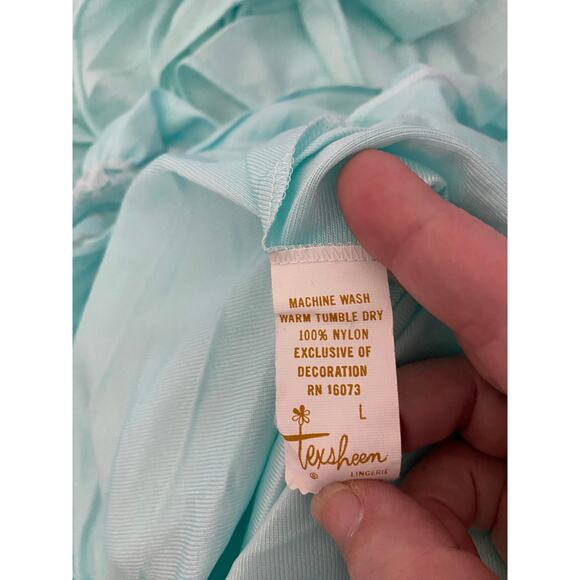 MACHINE WASH
WARM TUMBLE DRY
100% NYLON
EXCLUSIVE OF
DECORATION
RN 16073
L
Texsheen
® LINGERIE